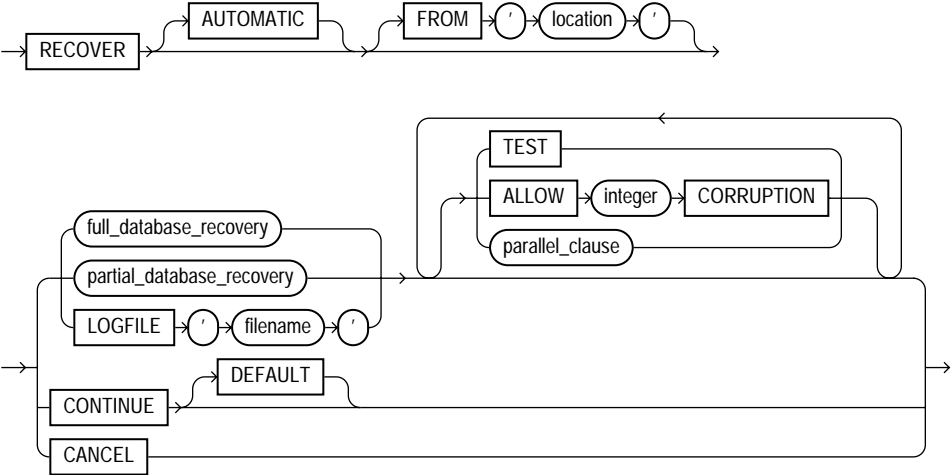 RECOVER AUTOMATIC FROM ' location '
TEST
ALLOW integer CORRUPTION
parallel_clause
full_database_recovery
partial_database_recovery
LOGFILE ' filename '
CONTINUE DEFAULT
CANCEL